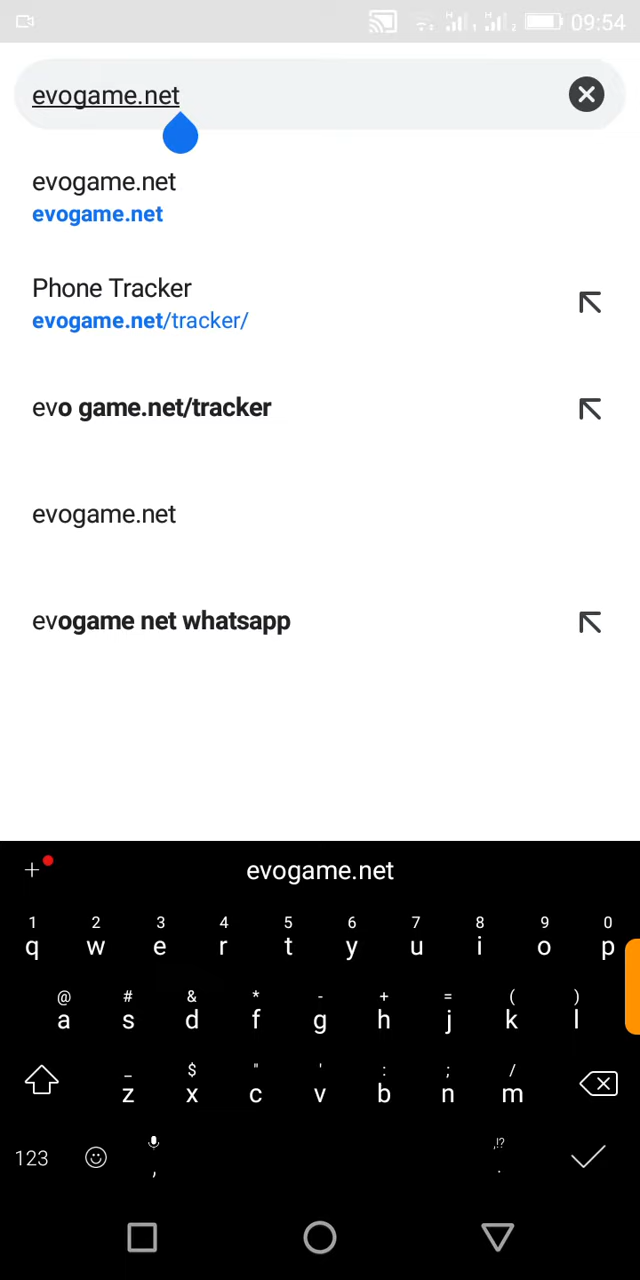 09:54
evogame.net
evogame.net
evogame.net
Phone Tracker
evogame.net/tracker/
evo game.net/tracker
evogame.net
evogame net whatsapp
+ evogame.net
1 2 3 4 5 6 7 8 9 0
q w e r t y u i o p
@ # & * - + = ( )
a s d f g h j k l
_ $ " ' : ; /
z x c v b n m
123 , ,!? .